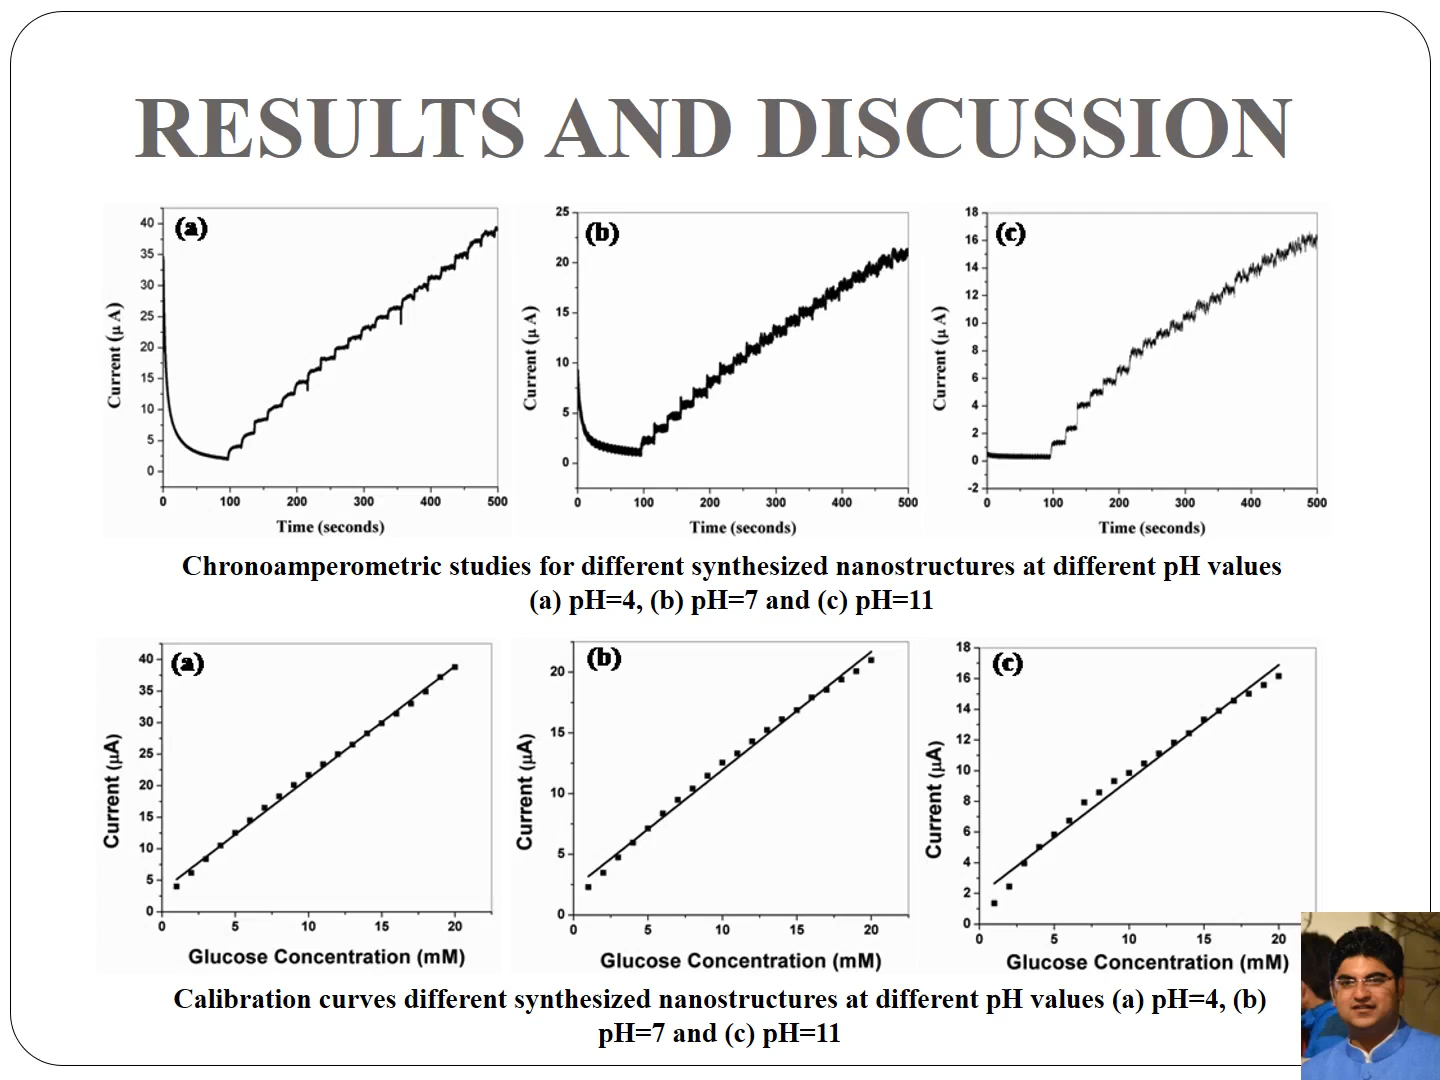 RESULTS AND DISCUSSION
(a)
40
35
30
25
20
15
10
5
0
Current (μ A)
0 100 200 300 400 500
Time (seconds)
(b)
25
20
15
10
5
0
Current (μ A)
0 100 200 300 400 500
Time (seconds)
(c)
18
16
14
12
10
8
6
4
2
0
-2
Current (μ A)
0 100 200 300 400 500
Time (seconds)
Chronoamperometric studies for different synthesized nanostructures at different pH values
(a) pH=4, (b) pH=7 and (c) pH=11
(a)
40
35
30
25
20
15
10
5
0
Current (μA)
0 5 10 15 20
Glucose Concentration (mM)
(b)
20
15
10
5
0
Current (μA)
0 5 10 15 20
Glucose Concentration (mM)
(c)
18
16
14
12
10
8
6
4
2
0
Current (μA)
0 5 10 15 20
Glucose Concentration (mM)
Calibration curves different synthesized nanostructures at different pH values (a) pH=4, (b)
pH=7 and (c) pH=11